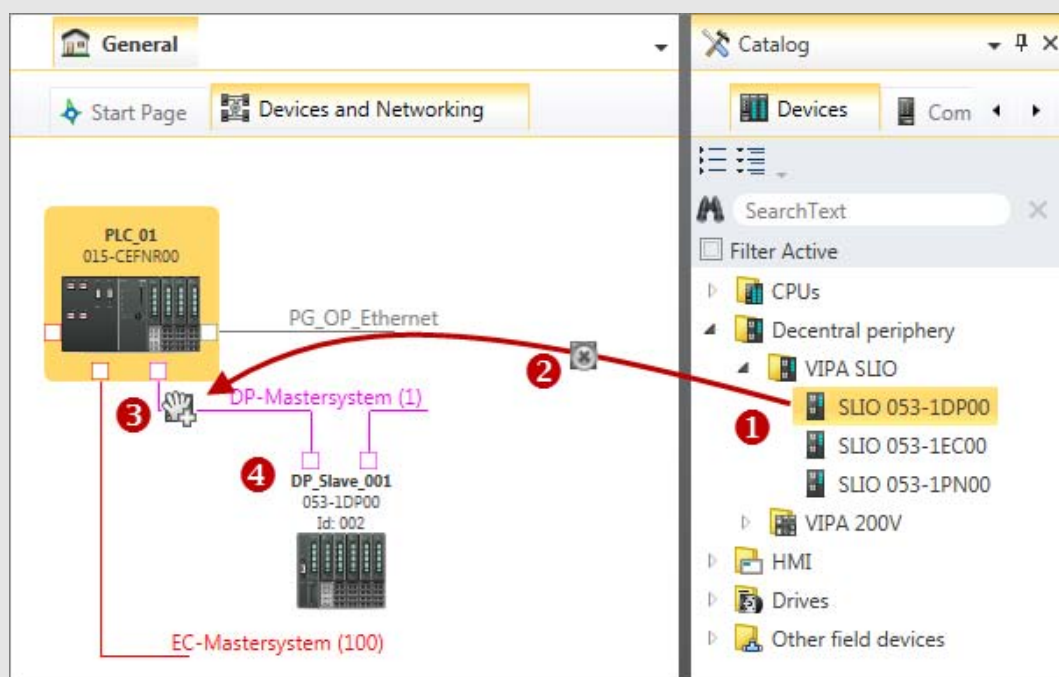 General
Start Page
Devices and Networking
PLC_01
015-CEFNR00
PG_OP_Ethernet
2
3
DP-Mastersystem (1)
4
DP_Slave_001
053-1DP00
Id: 002
EC-Mastersystem (100)
Catalog
Devices
Com
SearchText
Filter Active
CPUs
Decentral periphery
VIPA SLIO
1
SLIO 053-1DP00
SLIO 053-1EC00
SLIO 053-1PN00
VIPA 200V
HMI
Drives
Other field devices